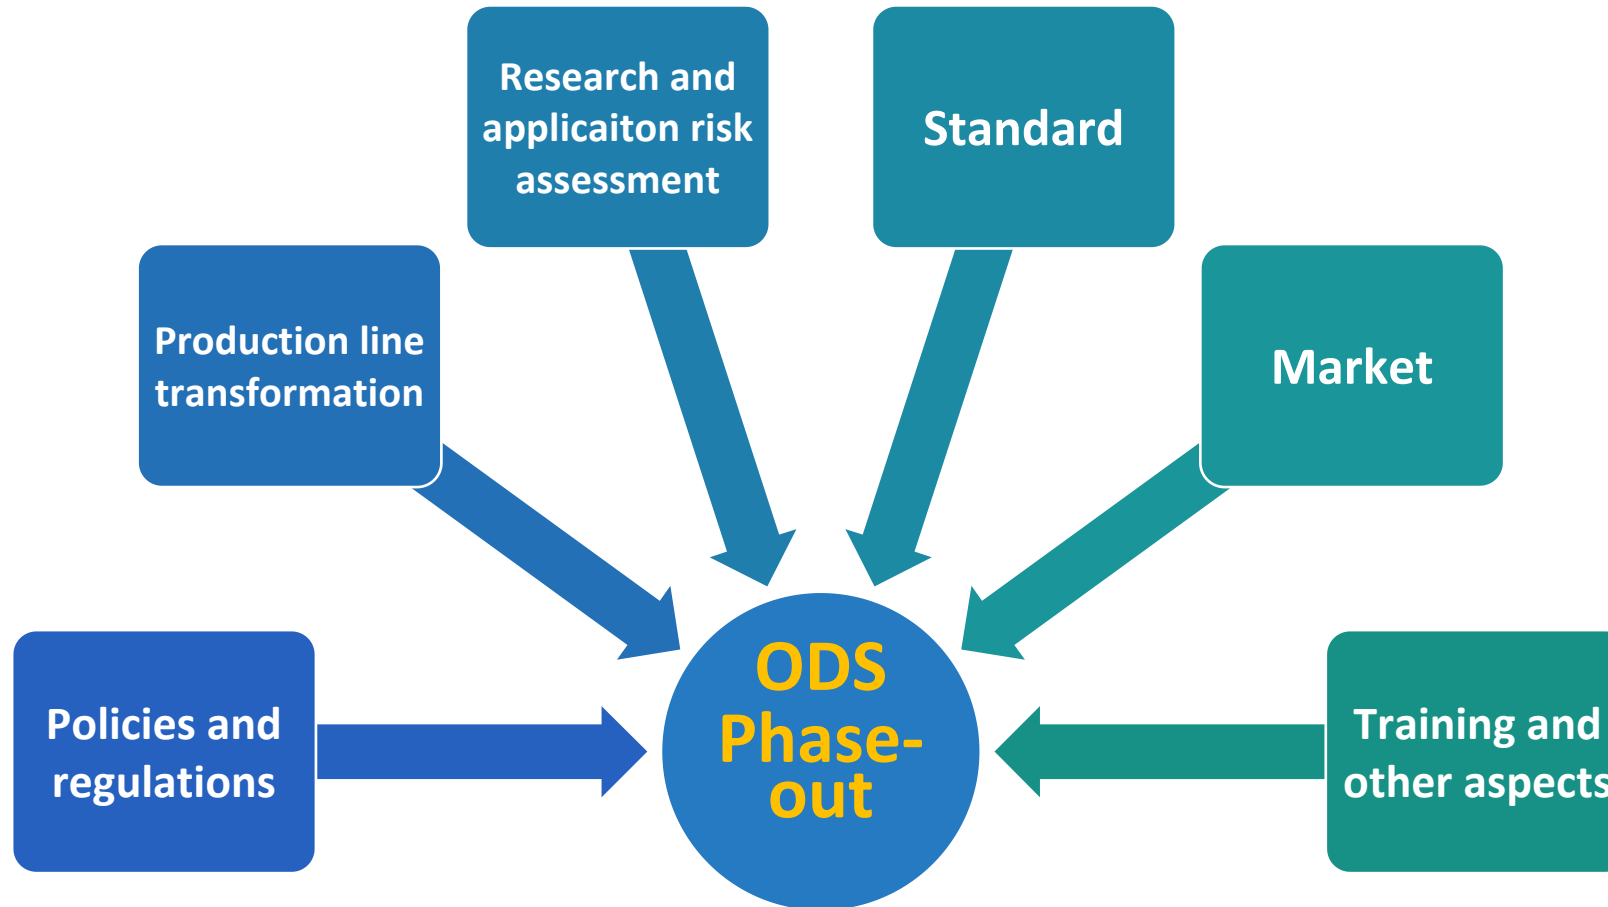 Research and
applicaiton risk
assessment
Standard
Production line
transformation
Market
Policies and
regulations
ODS
Phase-
out
Training and
other aspects